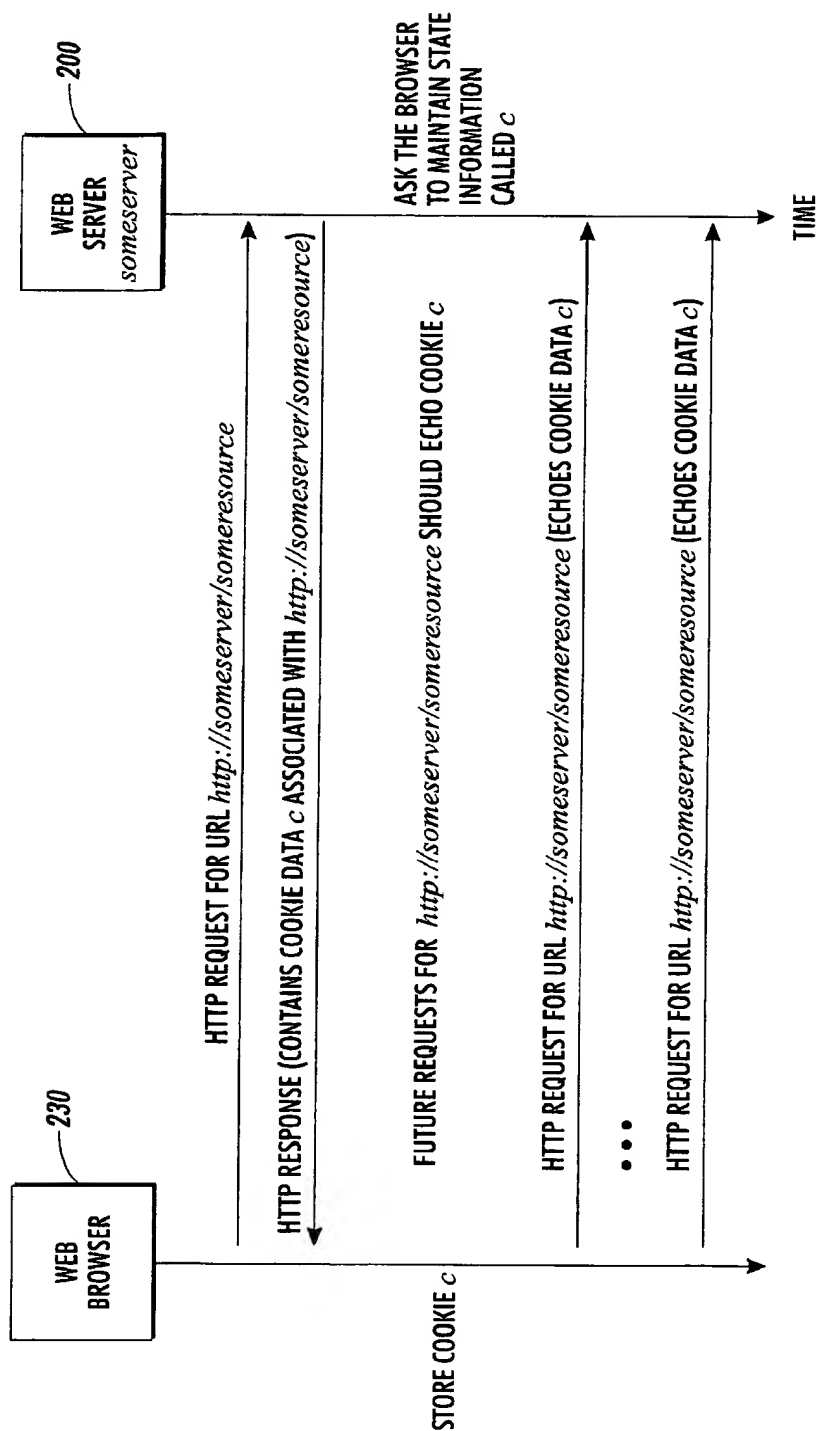 230
WEB
BROWSER
200
WEB
SERVER
someserver
HTTP REQUEST FOR URL http://someserver/someresource
HTTP RESPONSE (CONTAINS COOKIE DATA c ASSOCIATED WITH http://someserver/someresource)
STORE COOKIE c
FUTURE REQUESTS FOR http://someserver/someresource SHOULD ECHO COOKIE c
ASK THE BROWSER
TO MAINTAIN STATE
INFORMATION
CALLED c
HTTP REQUEST FOR URL http://someserver/someresource (ECHOES COOKIE DATA c)
•••
HTTP REQUEST FOR URL http://someserver/someresource (ECHOES COOKIE DATA c)
TIME